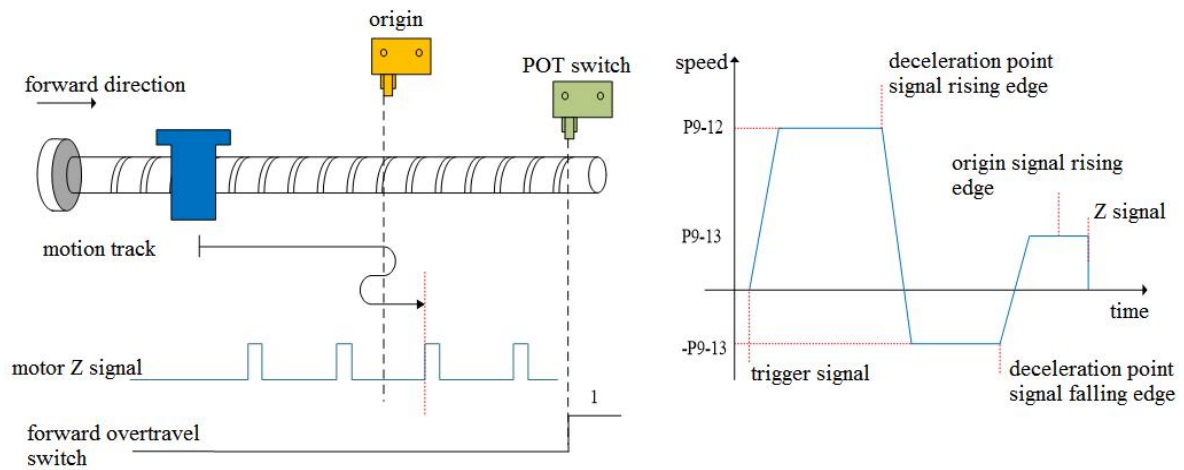 origin
POT switch
forward direction
motion track
motor Z signal
1
forward overtravel
switch
speed
deceleration point
signal rising edge
P9-12
origin signal rising
edge
Z signal
P9-13
time
-P9-13
trigger signal
deceleration point
signal falling edge